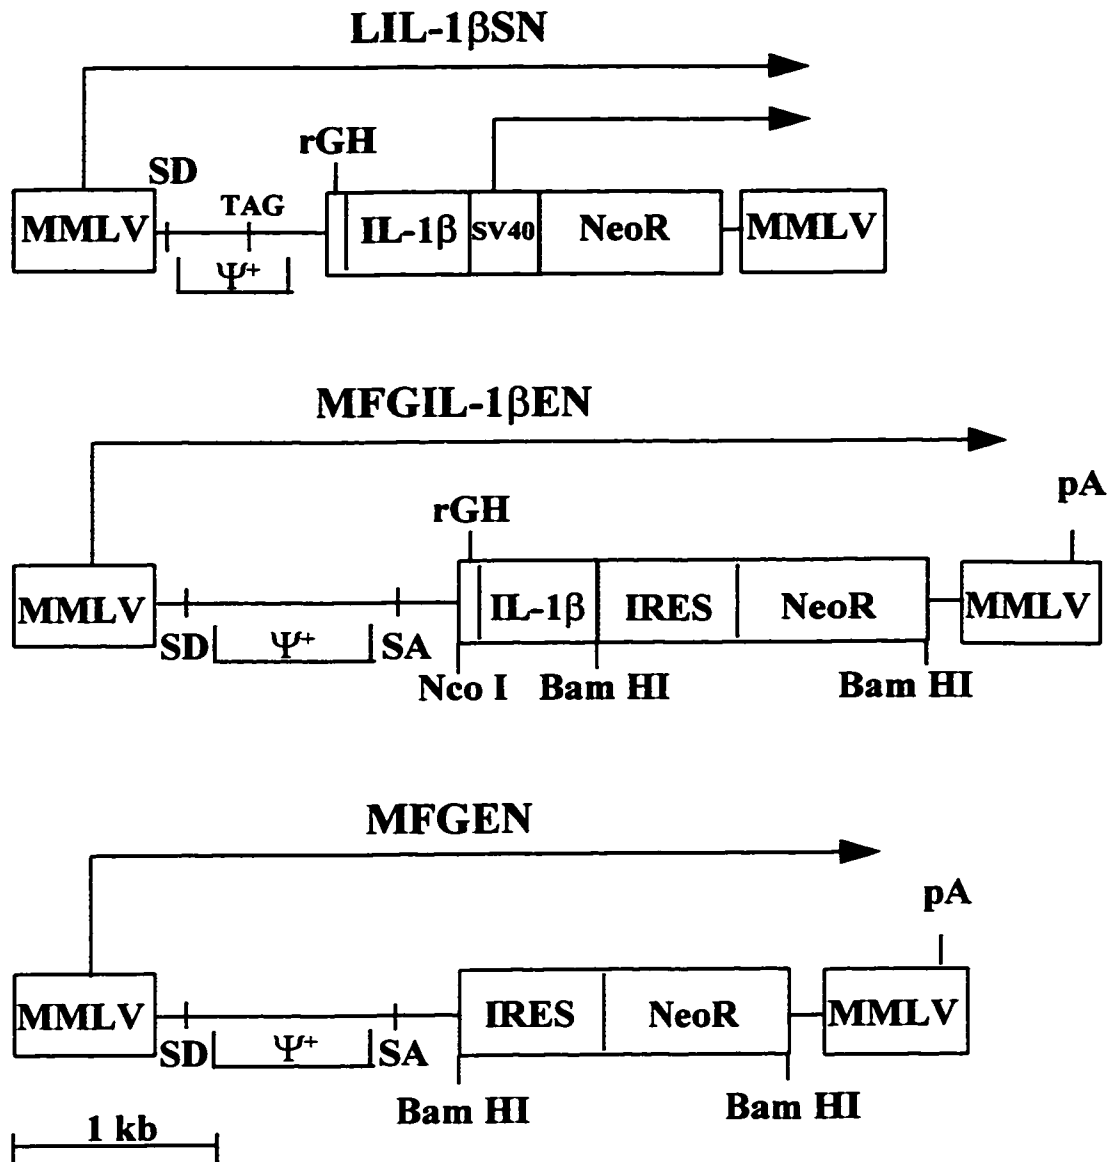 LIL-1βSN
rGH
SD
TAG
MMLV IL-1β SV40 NeoR MMLV
Ψ+
MFGIL-1βEN
pA
rGH
MMLV IL-1β IRES NeoR MMLV
SD Ψ+ SA
Nco I Bam HI Bam HI
MFGEN
pA
MMLV IRES NeoR MMLV
SD Ψ+ SA
Bam HI Bam HI
1 kb